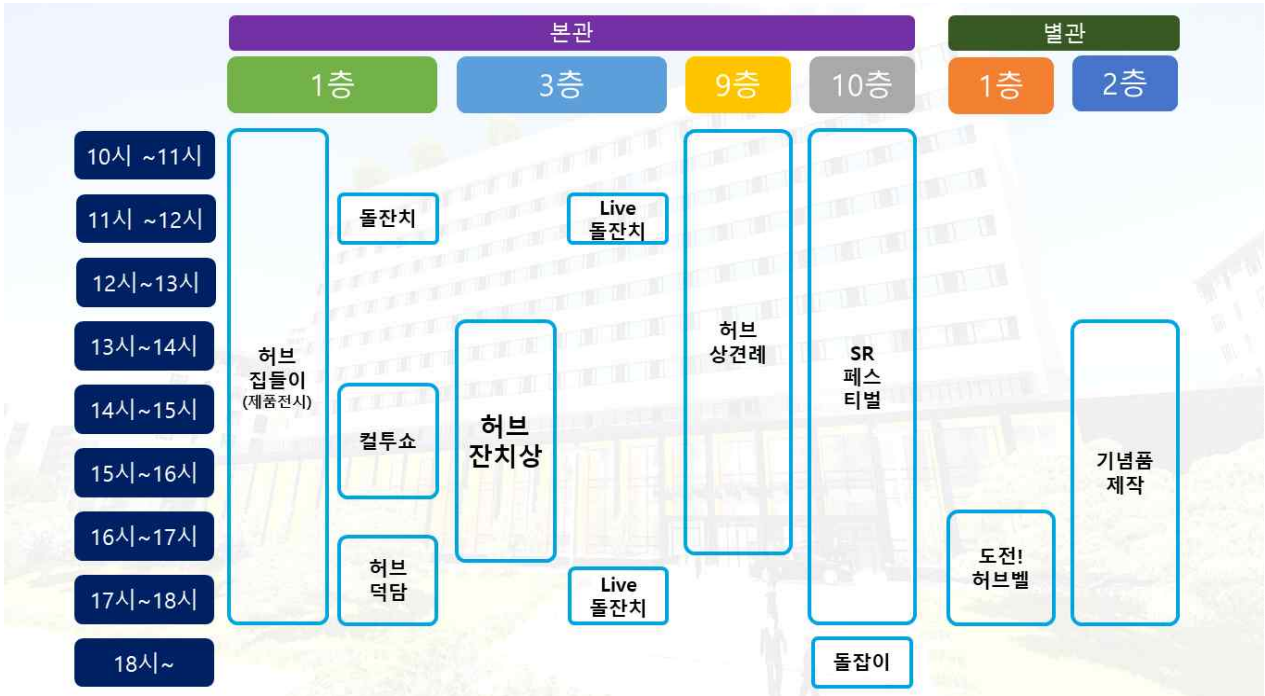 본관
별관
1층
3층
9층
10층
1층
2층
10시 ~11시
11시 ~12시
12시~13시
13시~14시
14시~15시
15시~16시
16시~17시
17시~18시
18시~
허브
집들이
(제품전시)
돌잔치
컬투쇼
허브
덕담
허브
잔치상
Live
돌잔치
Live
돌잔치
허브
상견례
SR
페스
티벌
돌잡이
도전!
허브벨
기념품
제작